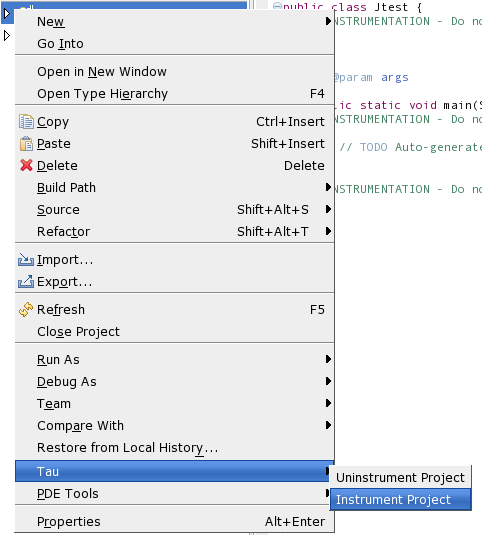 public class Jtest {
New
NSTRUMENTATION - Do no
Go Into
Open in New Window
@param args
Open Type Hierarchy F4
lic static void main(S
Copy Ctrl+Insert
NSTRUMENTATION - Do no
Paste Shift+Insert
// TODO Auto-generate
Delete Delete
Build Path
NSTRUMENTATION - Do no
Source Shift+Alt+S
Refactor Shift+Alt+T
Import...
Export...
Refresh F5
Close Project
Run As
Debug As
Team
Compare With
Restore from Local History...
Tau
Uninstrument Project
PDE Tools
Instrument Project
Properties Alt+Enter